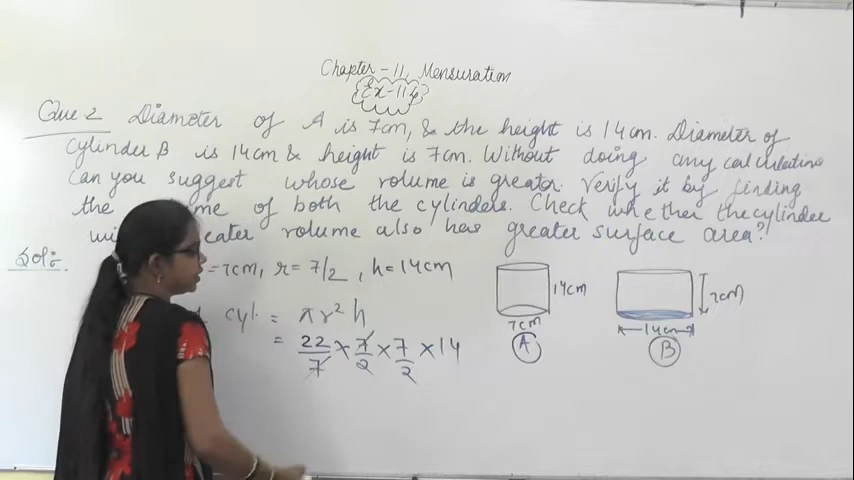 Chapter - 11, Mensuration
Ex - 11.4
Que 2 Diameter of A is 7cm, & the height is 14cm. Diameter of
cylinder B is 14cm & height is 7cm. Without doing any calculations
can you suggest whose volume is greater. Verify it by finding
the me of both the cylinders. Check whether the cylinder
wi eater volume also has greater surface area?
Sol:
= 7cm, r = 7/2, h = 14cm
cyl. = πr²h
= 22/7 × 7/2 × 7/2 × 14
14cm
7cm
A
7cm
14cm
B